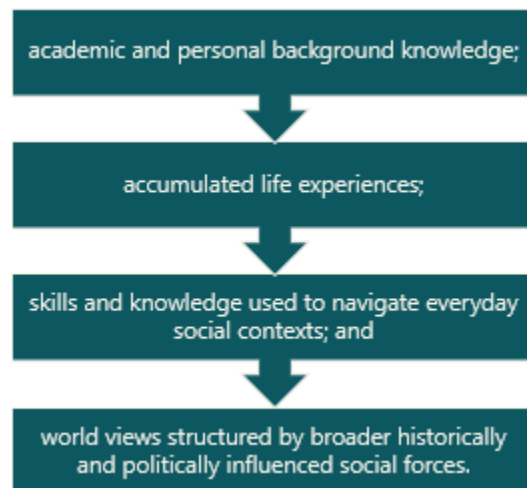 academic and personal background knowledge;
accumulated life experiences;
skills and knowledge used to navigate everyday
social contexts; and
world views structured by broader historically
and politically influenced social forces.